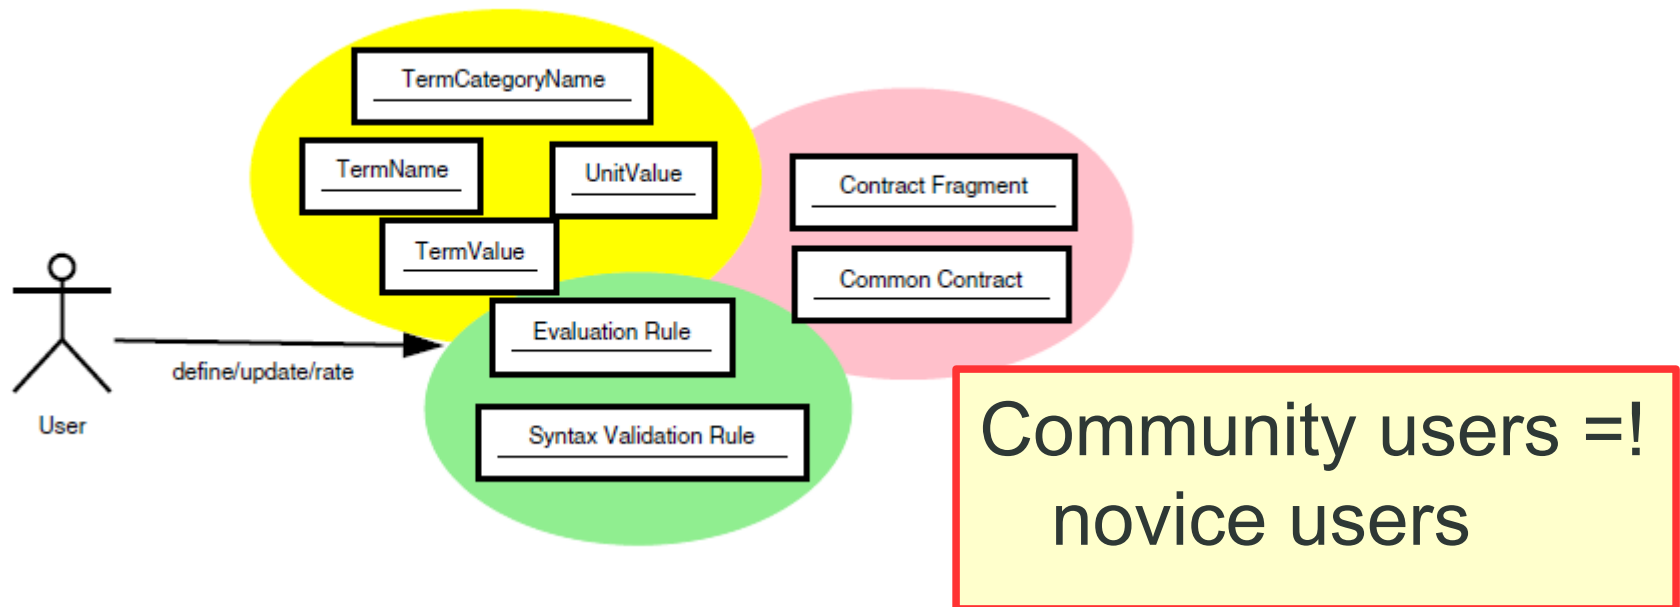 TermCategoryName
TermName
UnitValue
TermValue
Contract Fragment
Common Contract
Evaluation Rule
Syntax Validation Rule
define/update/rate
User
Community users =!
novice users